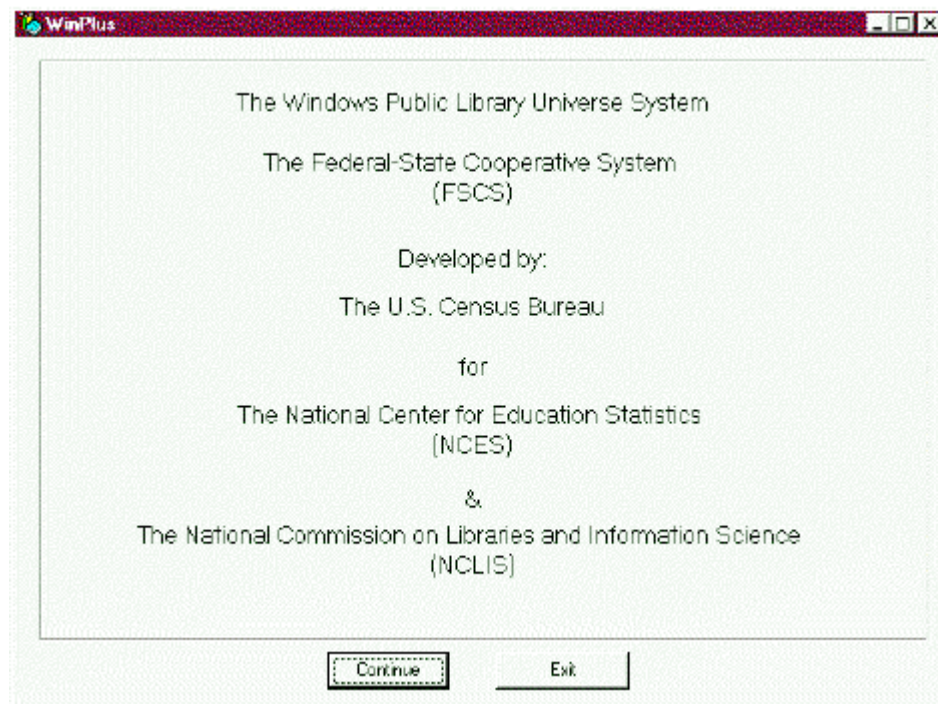 WinPlus
The Windows Public Library Universe System
The Federal-State Cooperative System
(FSCS)
Developed by:
The U.S. Census Bureau
for
The National Center for Education Statistics
(NCES)
&
The National Commission on Libraries and Information Science
(NCLIS)
Continue Exit